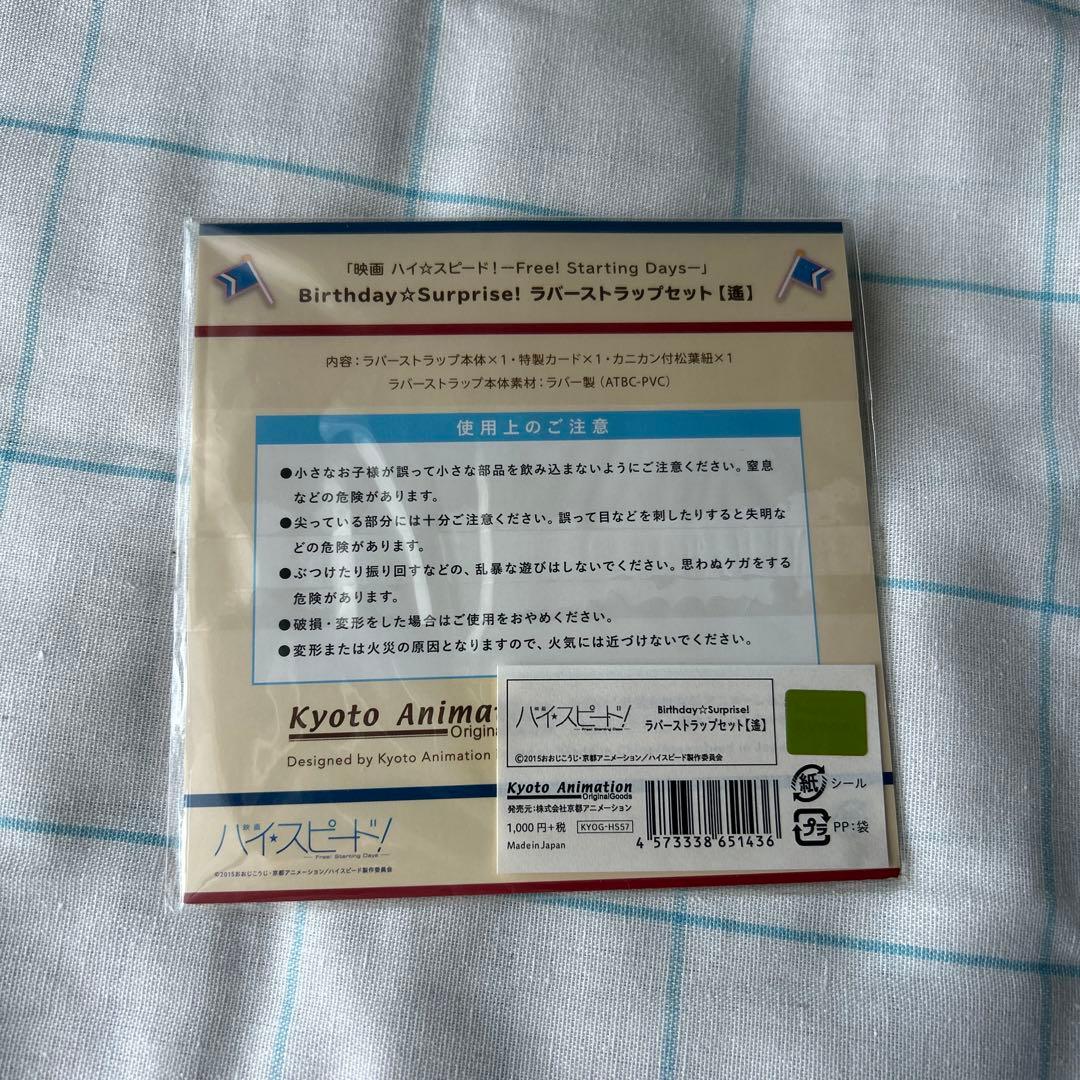 「映画 ハイ☆スピード!―Free! Starting Days―」
Birthday☆Surprise! ラバーストラップセット【遙】
内容:ラバーストラップ本体×1・特製カード×1・カニカン付松葉紐×1
ラバーストラップ本体素材:ラバー製(ATBC-PVC)
使用上のご注意
●小さなお子様が誤って小さな部品を飲み込まないようにご注意ください。窒息
などの危険があります。
●尖っている部分には十分ご注意ください。誤って目などを刺したりすると失明な
どの危険があります。
●ぶつけたり振り回すなどの、乱暴な遊びはしないでください。思わぬケガをする
危険があります。
●破損・変形をした場合はご使用をおやめください。
●変形または火災の原因となりますので、火気には近づけないでください。
Kyoto Anima
Origin
Designed by Kyoto Animation
映画
ハイ☆スピード!
Free! Starting Days
©2015おおじこうじ・京都アニメーション/ハイスピード製作委員会
映画
ハイ☆スピード!
Free! Starting Days
Birthday☆Surprise!
ラバーストラップセット【遙】
©2015おおじこうじ・京都アニメーション/ハイスピード製作委員会
Kyoto Animation
OriginalGoods
発売元:株式会社京都アニメーション
1,000円+税 KYOG-HS57
Made in Japan
4 573338 651436
紙 シール
プラ PP:袋